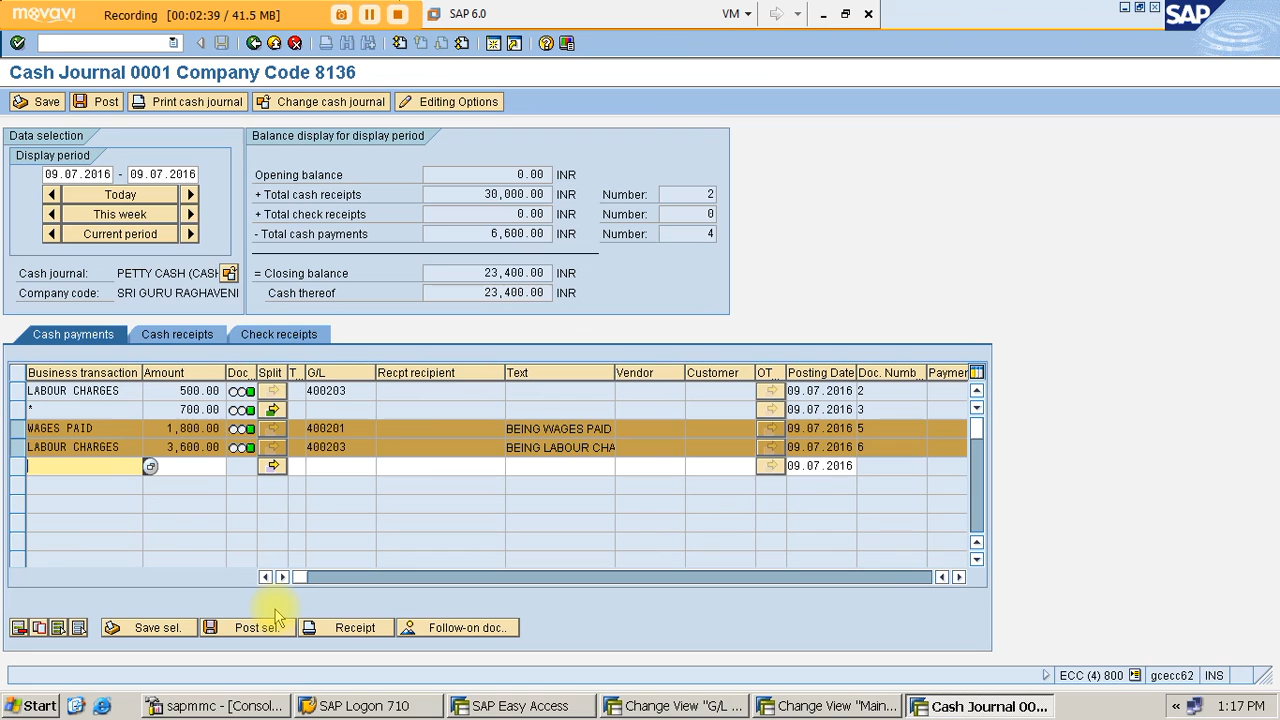 movavi Recording [00:02:39 / 41.5 MB] SAP 6.0 VM
SAP
Cash Journal 0001 Company Code 8136
Save Post Print cash journal Change cash journal Editing Options
Data selection
Balance display for display period
Display period
09.07.2016 - 09.07.2016
Opening balance 0.00 INR
Today
+ Total cash receipts 30,000.00 INR Number: 2
This week
+ Total check receipts 0.00 INR Number: 0
Current period
- Total cash payments 6,600.00 INR Number: 4
Cash journal: PETTY CASH (CASH
= Closing balance 23,400.00 INR
Company code: SRI GURU RAGHAVENI
Cash thereof 23,400.00 INR
Cash payments Cash receipts Check receipts
Business transaction Amount Doc... Split T... G/L Recpt recipient Text Vendor Customer OT... Posting Date Doc. Numb... Paymen
LABOUR CHARGES 500.00 400203 09.07.2016 2
* 700.00 09.07.2016 3
WAGES PAID 1,800.00 400201 BEING WAGES PAID 09.07.2016 5
LABOUR CHARGES 3,600.00 400203 BEING LABOUR CHA 09.07.2016 6
09.07.2016
Save sel. Post sel. Receipt Follow-on doc..
ECC (4) 800 gcecc62 INS
Start sapmmc - [Consol... SAP Logon 710 SAP Easy Access Change View "G/L ... Change View "Main... Cash Journal 00... « 1:17 PM